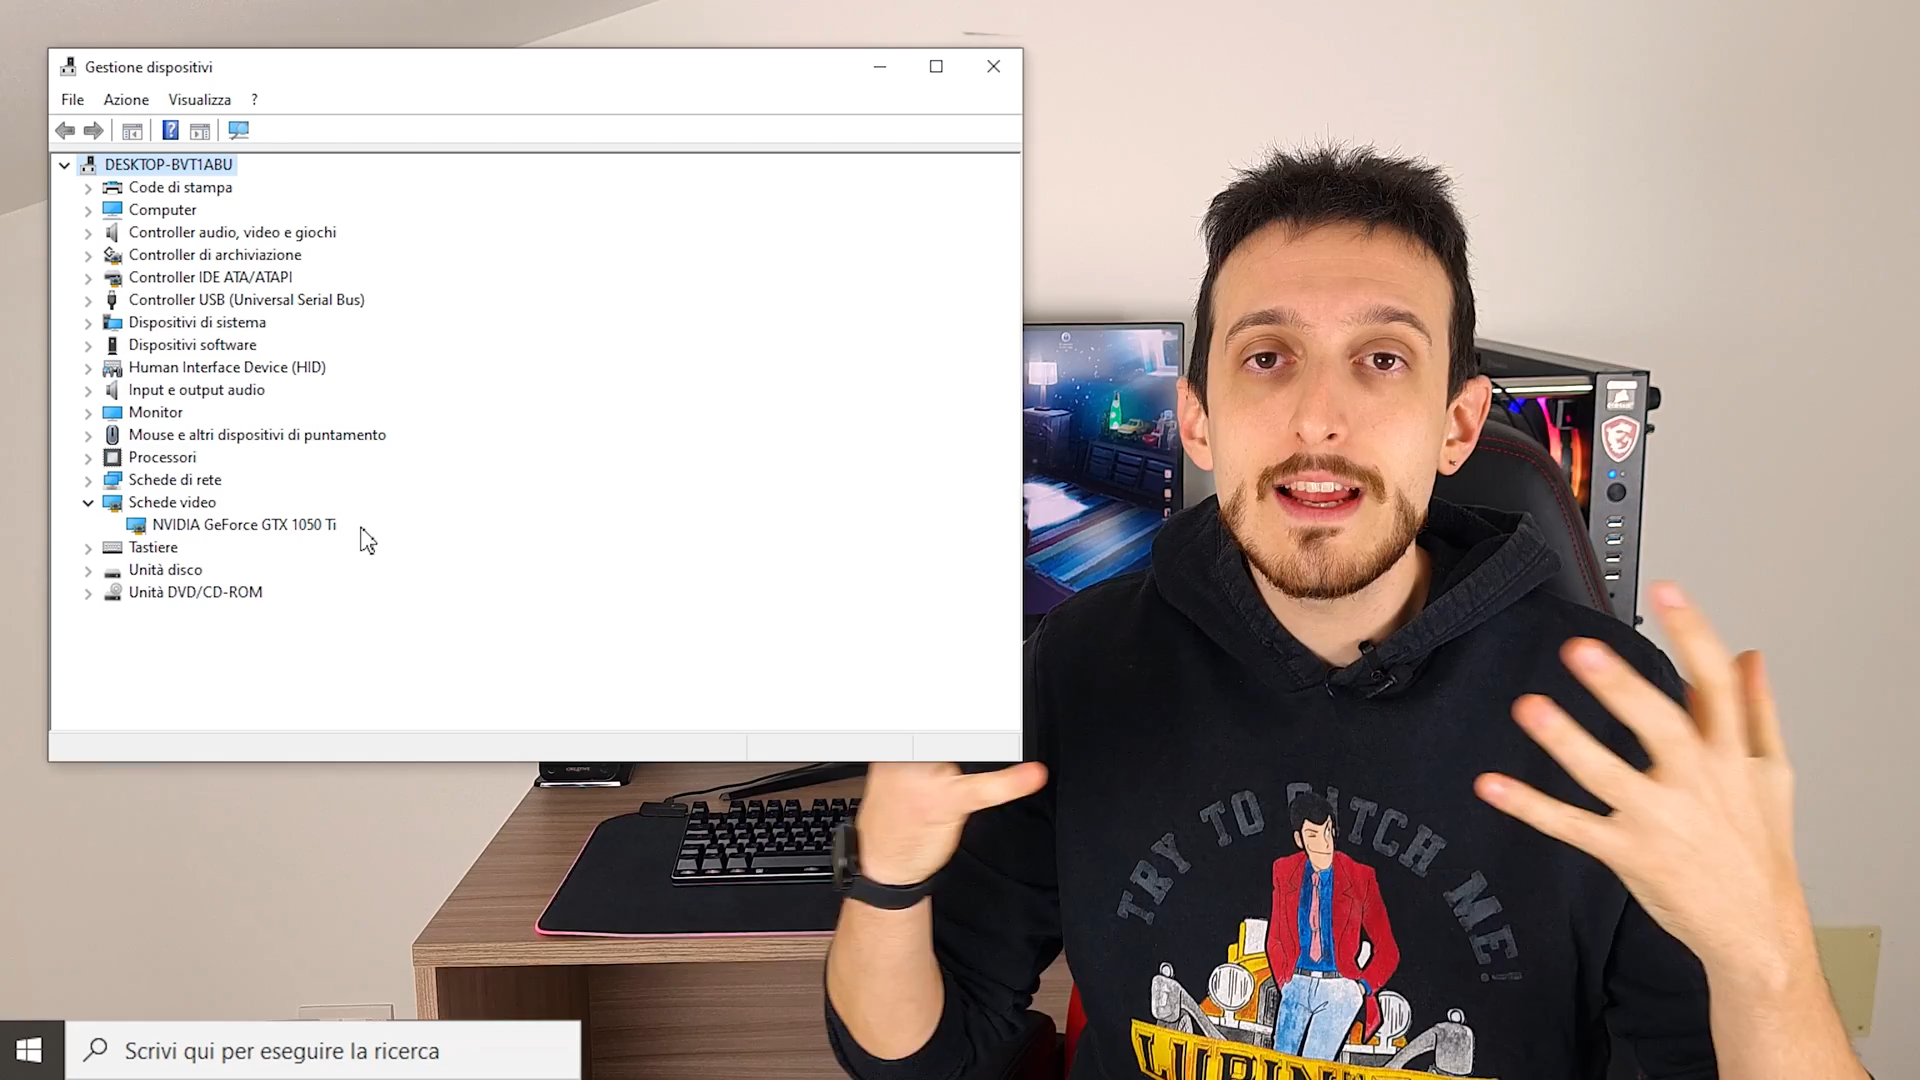 Gestione dispositivi
File Azione Visualizza ?
DESKTOP-BVT1ABU
Code di stampa
Computer
Controller audio, video e giochi
Controller di archiviazione
Controller IDE ATA/ATAPI
Controller USB (Universal Serial Bus)
Dispositivi di sistema
Dispositivi software
Human Interface Device (HID)
Input e output audio
Monitor
Mouse e altri dispositivi di puntamento
Processori
Schede di rete
Schede video
NVIDIA GeForce GTX 1050 Ti
Tastiere
Unità disco
Unità DVD/CD-ROM
TRY TO CATCH ME!
Scrivi qui per eseguire la ricerca